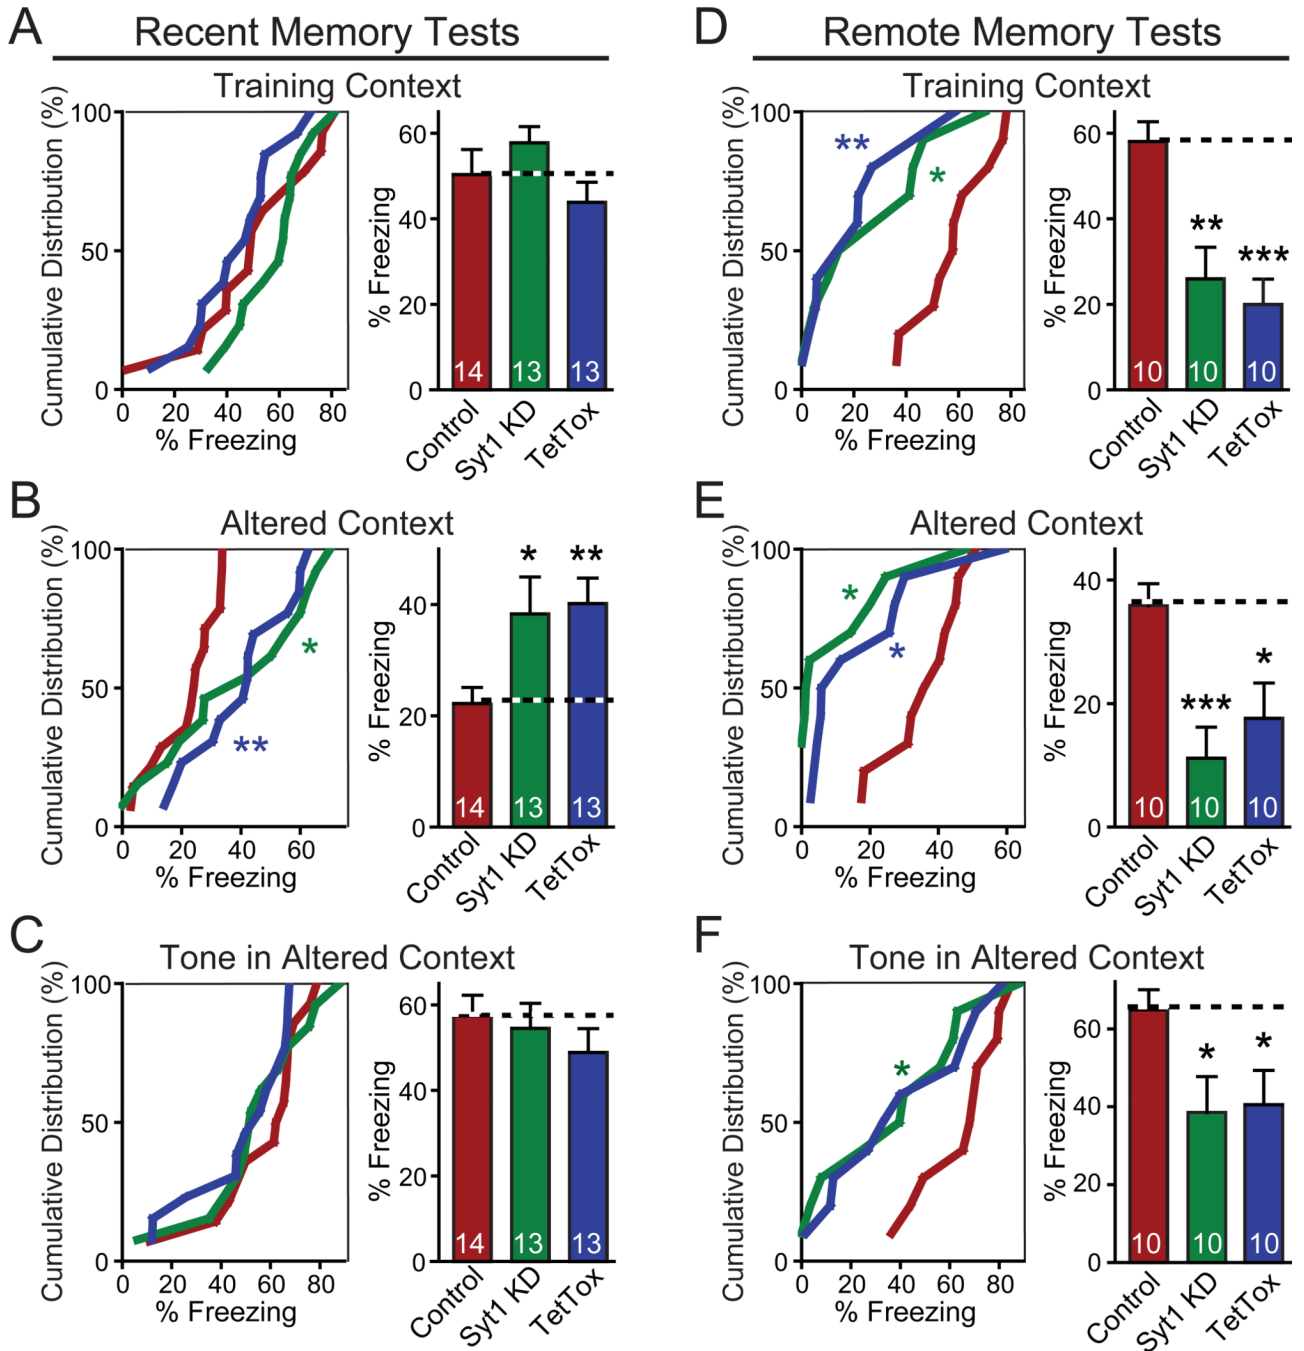 A
Recent Memory Tests
Training Context
Cumulative Distribution (%)
100
50
0
0 20 40 60 80
% Freezing
% Freezing
60
40
20
0
14 13 13
Control
Syt1 KD
TetTox
B
Altered Context
Cumulative Distribution (%)
100
50
0
*
**
0 20 40 60
% Freezing
% Freezing
40
20
0
* **
14 13 13
Control
Syt1 KD
TetTox
C
Tone in Altered Context
Cumulative Distribution (%)
100
50
0
0 20 40 60 80
% Freezing
% Freezing
60
40
20
0
14 13 13
Control
Syt1 KD
TetTox
D
Remote Memory Tests
Training Context
Cumulative Distribution (%)
100
50
0
**
*
0 20 40 60 80
% Freezing
% Freezing
60
40
20
0
** ***
10 10 10
Control
Syt1 KD
TetTox
E
Altered Context
Cumulative Distribution (%)
100
50
0
*
*
0 20 40 60
% Freezing
% Freezing
40
20
0
*** *
10 10 10
Control
Syt1 KD
TetTox
F
Tone in Altered Context
Cumulative Distribution (%)
100
50
0
*
0 20 40 60 80
% Freezing
% Freezing
60
40
20
0
* *
10 10 10
Control
Syt1 KD
TetTox